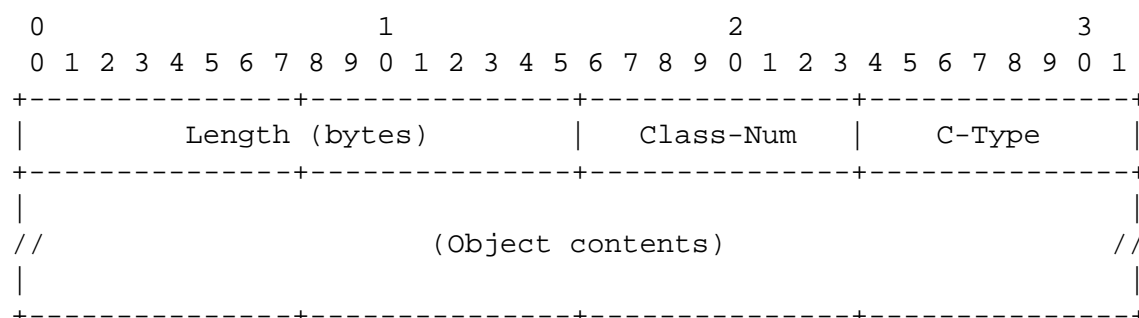 0                   1                   2                   3
0 1 2 3 4 5 6 7 8 9 0 1 2 3 4 5 6 7 8 9 0 1 2 3 4 5 6 7 8 9 0 1
+---------------+---------------+---------------+---------------+
|        Length (bytes)         |   Class-Num   |    C-Type     |
+---------------+---------------+---------------+---------------+
|                                                               |
//                      (Object contents)                      //
|                                                               |
+---------------+---------------+---------------+---------------+